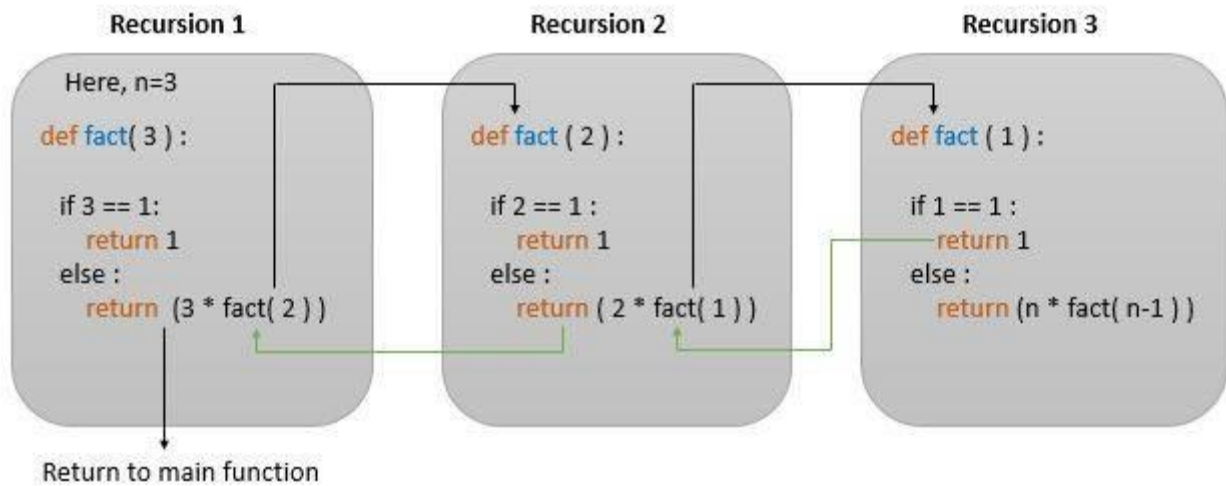 Recursion 1
Here, n=3
def fact( 3 ) :
if 3 == 1:
return 1
else :
return (3 * fact( 2 ) )
Return to main function
Recursion 2
def fact ( 2 ) :
if 2 == 1 :
return 1
else :
return ( 2 * fact( 1 ) )
Recursion 3
def fact ( 1 ) :
if 1 == 1 :
return 1
else :
return (n * fact( n-1 ) )